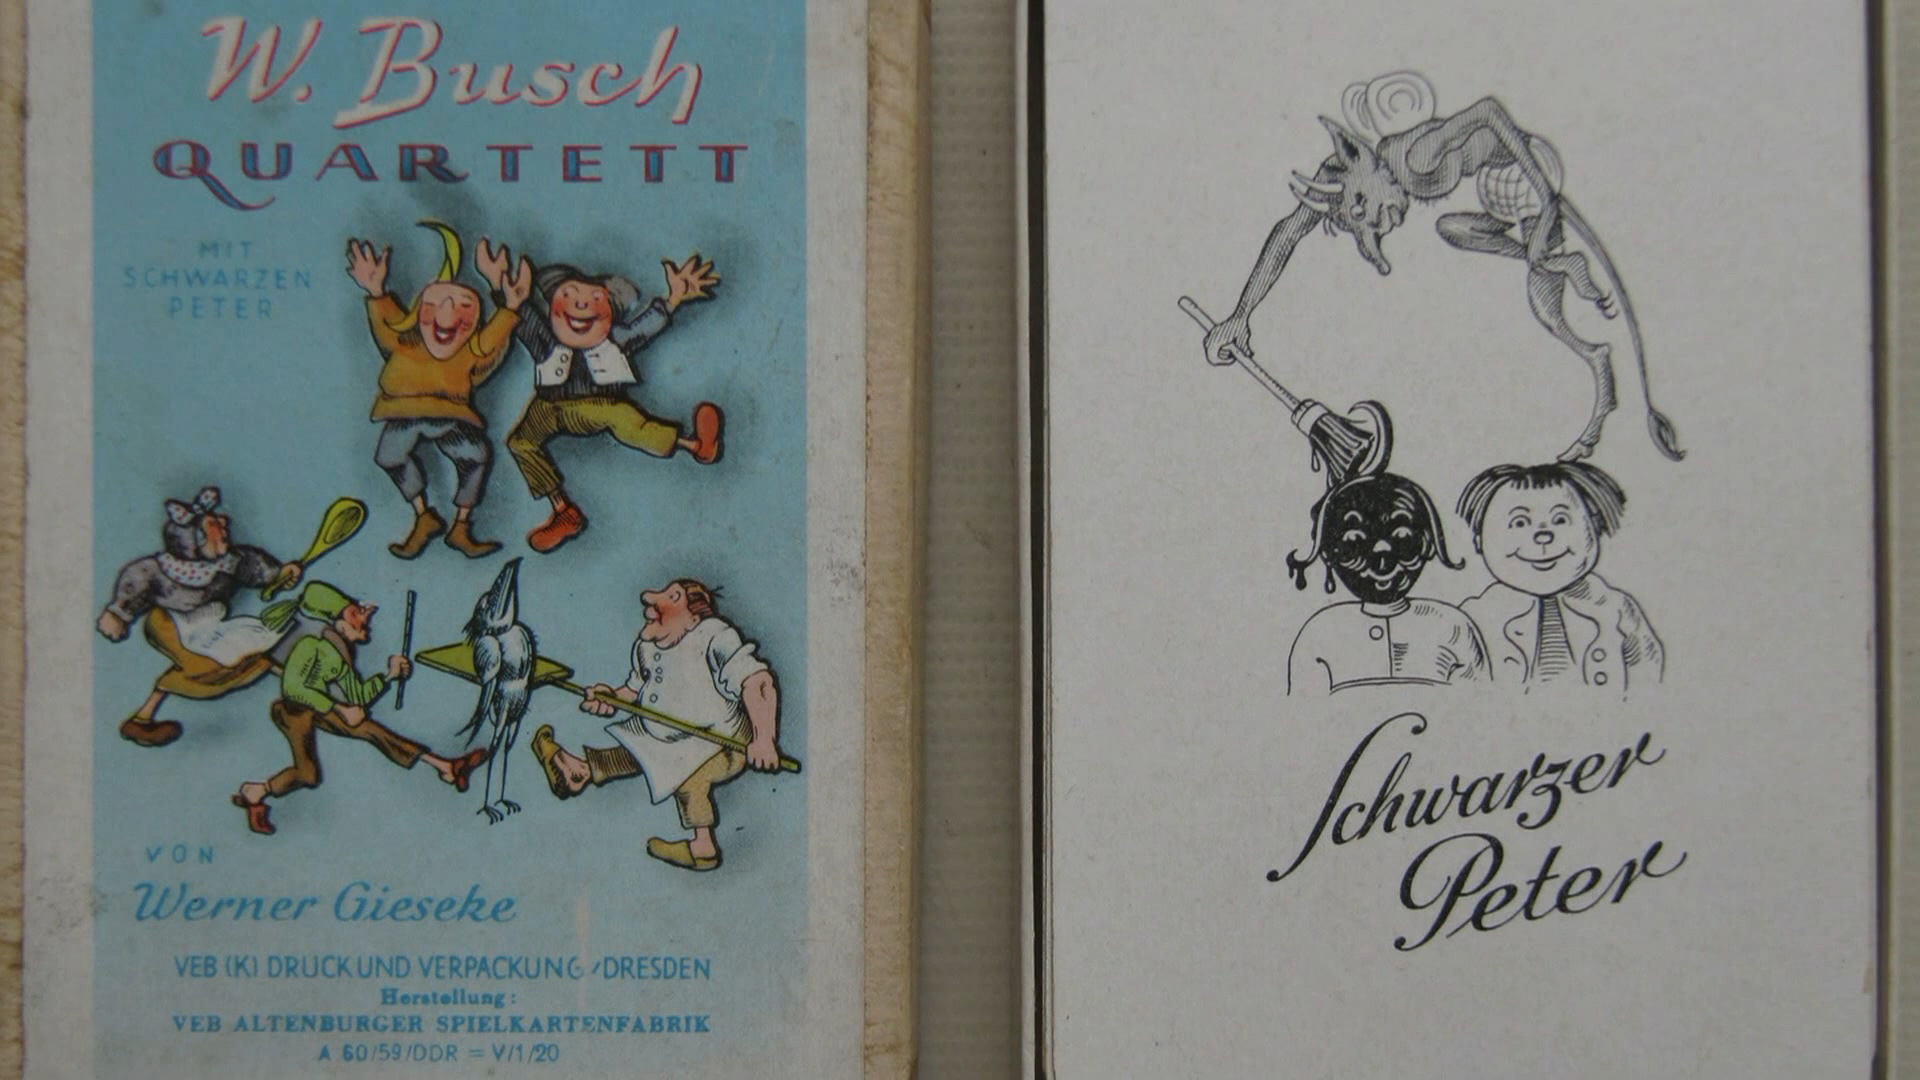 W. Busch
QUARTETT
MIT
SCHWARZEN
PETER
VON
Werner Gieseke
VEB (K) DRUCK UND VERPACKUNG / DRESDEN
Herstellung:
VEB ALTENBURGER SPIELKARTENFABRIK
A 60/59/DDR = V/1/20
Schwarzer
Peter